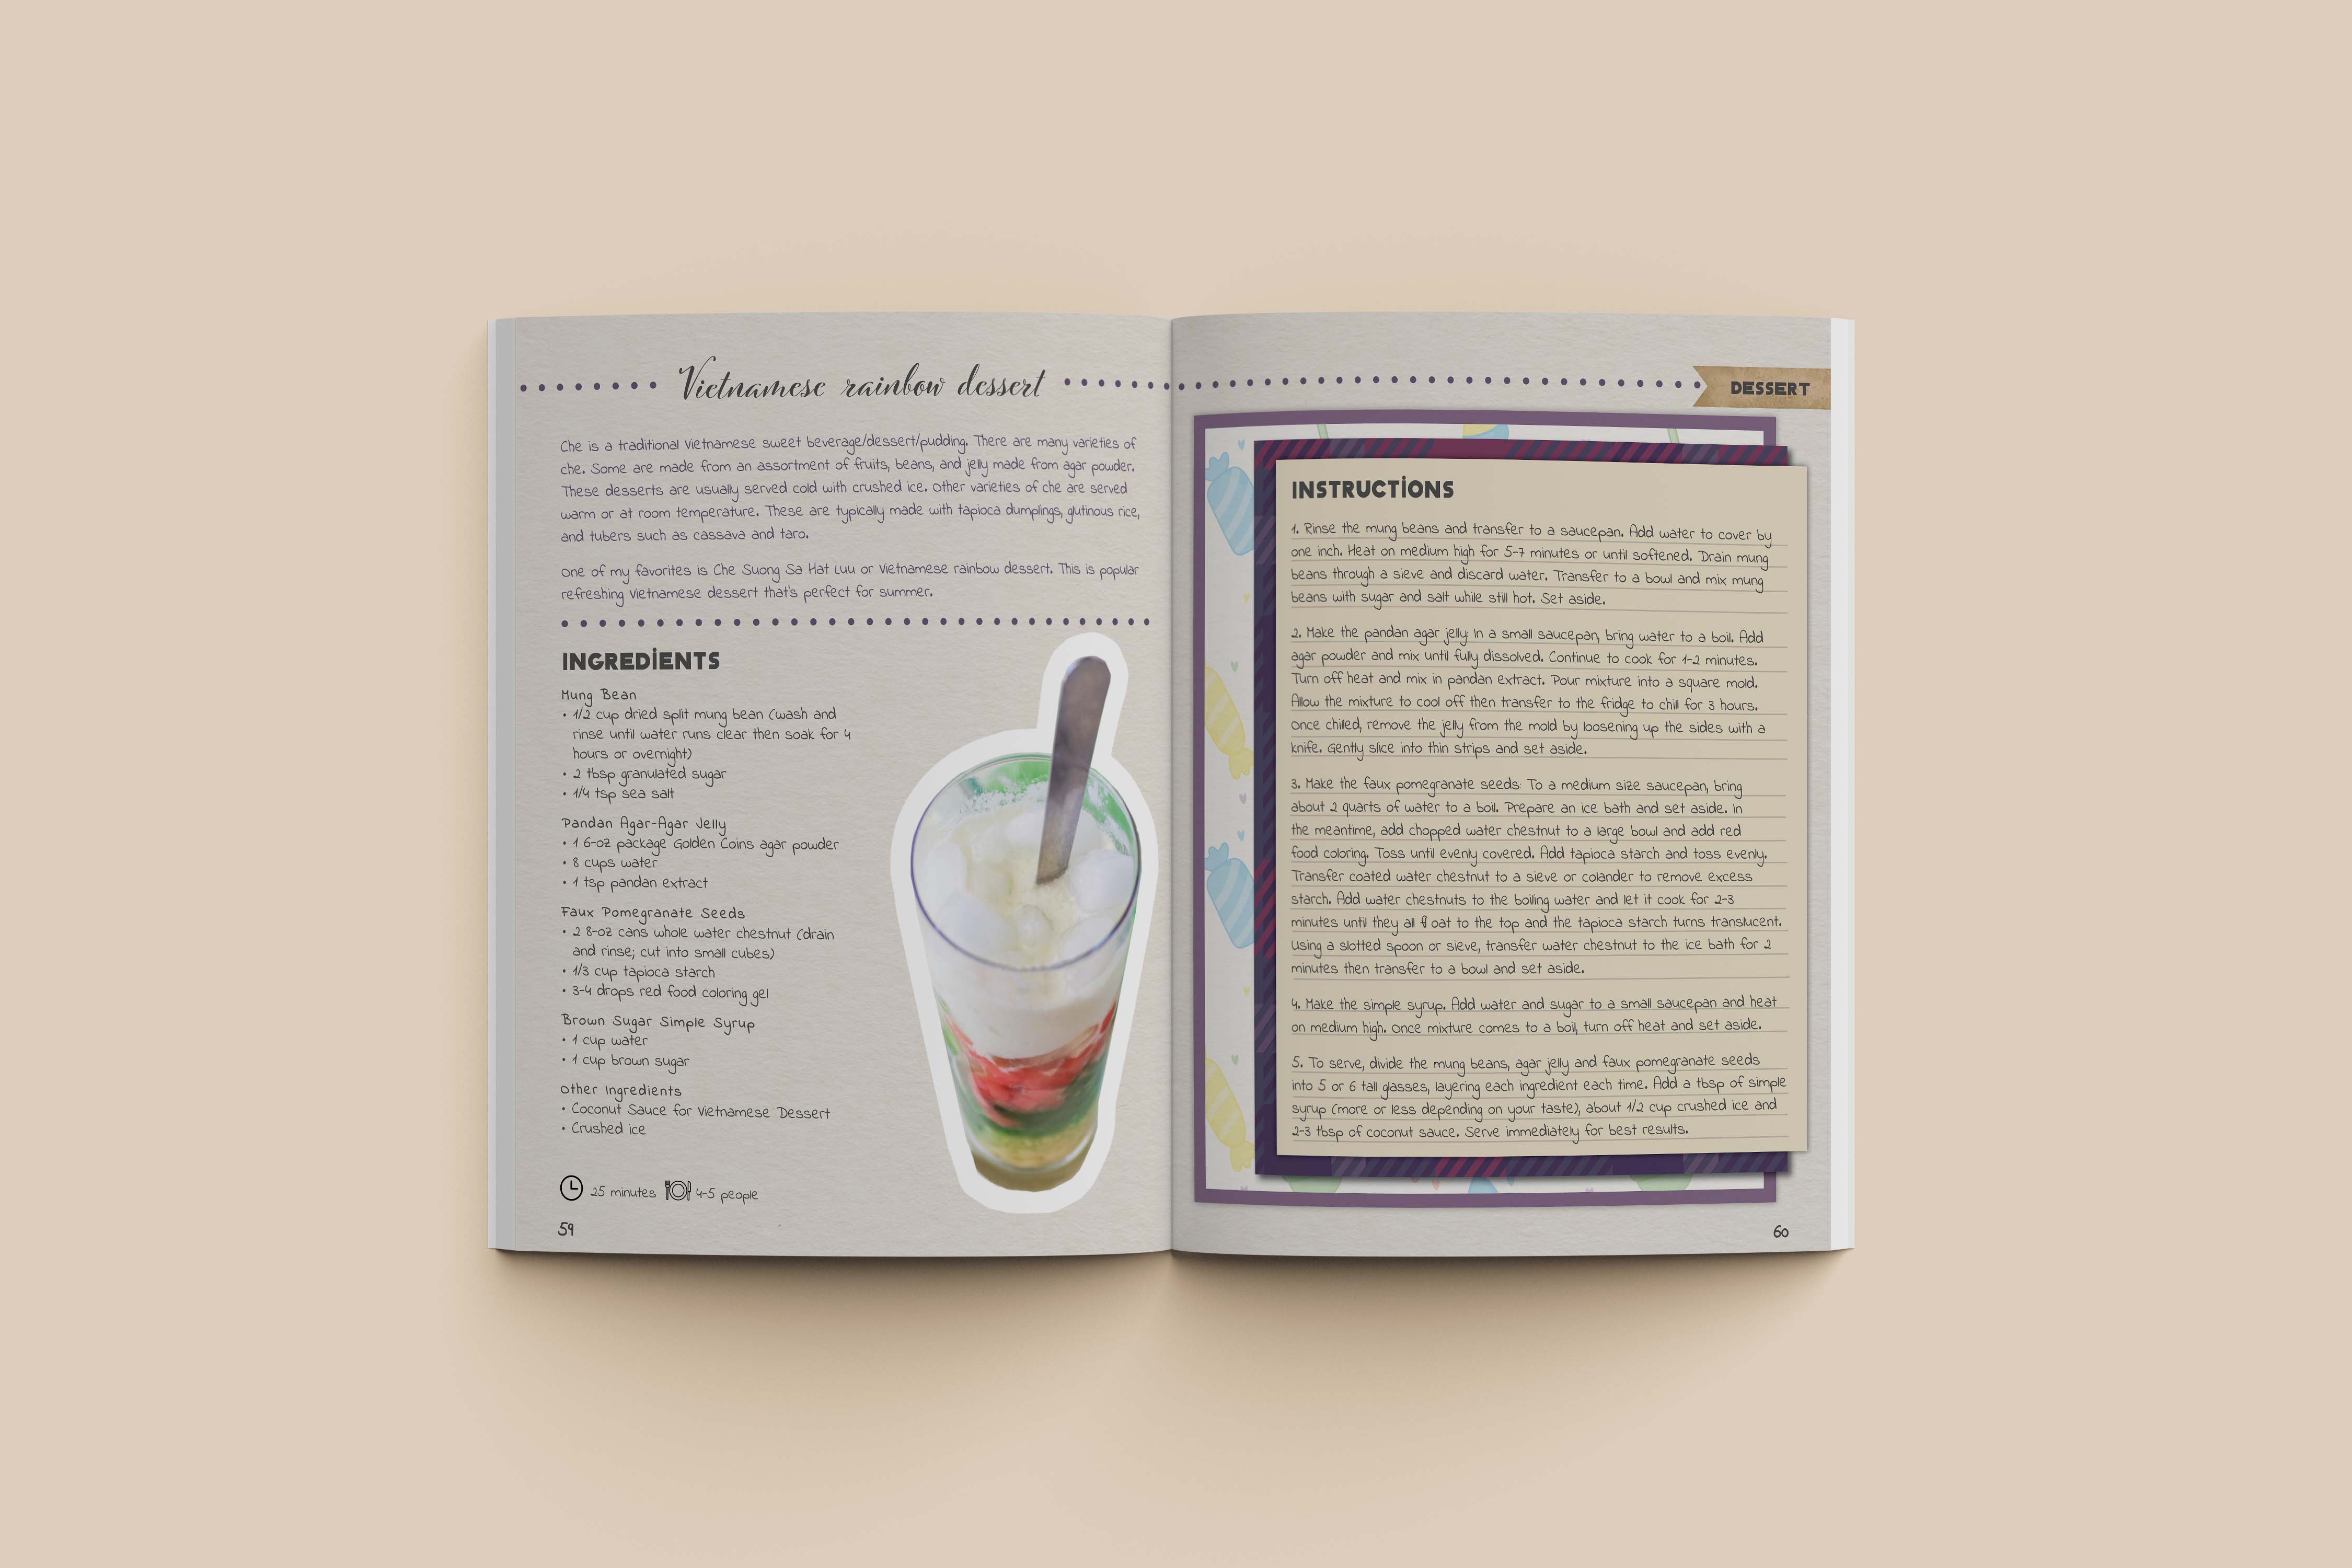 Vietnamese rainbow dessert
Che is a traditional Vietnamese sweet beverage/dessert/pudding. There are many varieties of
che. Some are made from an assortment of fruits, beans, and jelly made from agar powder.
These desserts are usually served cold with crushed ice. Other varieties of che are served
warm or at room temperature. These are typically made with tapioca dumplings, glutinous rice,
and tubers such as cassava and taro.
One of my favorites is Che Suong Sa Hat Luu or Vietnamese rainbow dessert. This is popular
refreshing Vietnamese dessert that's perfect for summer.
INGREDIENTS
Mung Bean
• 1/2 cup dried split mung bean (wash and
rinse until water runs clear then soak for 4
hours or overnight)
• 2 tbsp granulated sugar
• 1/4 tsp sea salt
Pandan Agar-Agar Jelly
• 1 6-oz package Golden Coins agar powder
• 8 cups water
• 1 tsp pandan extract
Faux Pomegranate Seeds
• 2 8-oz cans whole water chestnut (drain
and rinse; cut into small cubes)
• 1/3 cup tapioca starch
• 3-4 drops red food coloring gel
Brown Sugar Simple Syrup
• 1 cup water
• 1 cup brown sugar
Other Ingredients
• Coconut Sauce for Vietnamese Dessert
• Crushed ice
25 minutes 4-5 people
59
DESSERT
INSTRUCTIONS
1. Rinse the mung beans and transfer to a saucepan. Add water to cover by
one inch. Heat on medium high for 5-7 minutes or until softened. Drain mung
beans through a sieve and discard water. Transfer to a bowl and mix mung
beans with sugar and salt while still hot. Set aside.
2. Make the pandan agar jelly: In a small saucepan, bring water to a boil. Add
agar powder and mix until fully dissolved. Continue to cook for 1-2 minutes.
Turn off heat and mix in pandan extract. Pour mixture into a square mold.
Allow the mixture to cool off then transfer to the fridge to chill for 3 hours.
Once chilled, remove the jelly from the mold by loosening up the sides with a
knife. Gently slice into thin strips and set aside.
3. Make the faux pomegranate seeds: To a medium size saucepan, bring
about 2 quarts of water to a boil. Prepare an ice bath and set aside. In
the meantime, add chopped water chestnut to a large bowl and add red
food coloring. Toss until evenly covered. Add tapioca starch and toss evenly.
Transfer coated water chestnut to a sieve or colander to remove excess
starch. Add water chestnuts to the boiling water and let it cook for 2-3
minutes until they all float to the top and the tapioca starch turns translucent.
Using a slotted spoon or sieve, transfer water chestnut to the ice bath for 2
minutes then transfer to a bowl and set aside.
4. Make the simple syrup. Add water and sugar to a small saucepan and heat
on medium high. Once mixture comes to a boil, turn off heat and set aside.
5. To serve, divide the mung beans, agar jelly and faux pomegranate seeds
into 5 or 6 tall glasses, layering each ingredient each time. Add a tbsp of simple
syrup (more or less depending on your taste), about 1/2 cup crushed ice and
2-3 tbsp of coconut sauce. Serve immediately for best results.
60